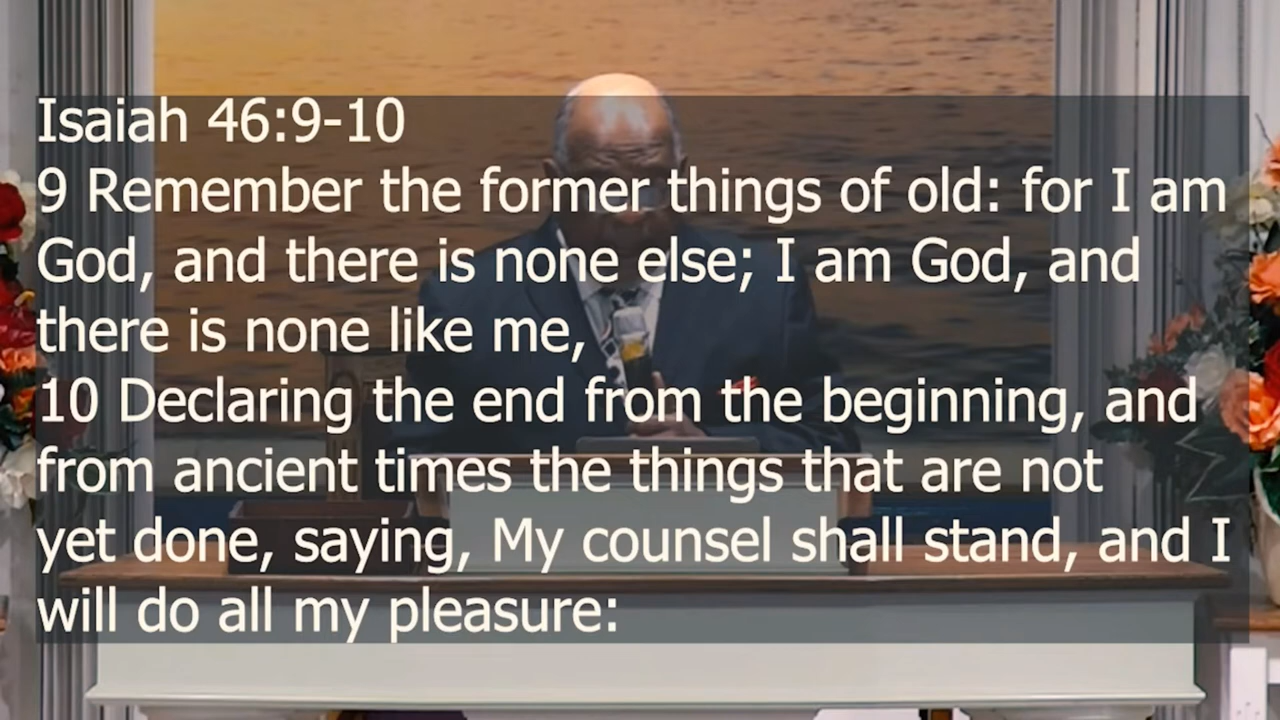 Isaiah 46:9-10
9 Remember the former things of old: for I am
God, and there is none else; I am God, and
there is none like me,
10 Declaring the end from the beginning, and
from ancient times the things that are not
yet done, saying, My counsel shall stand, and I
will do all my pleasure: